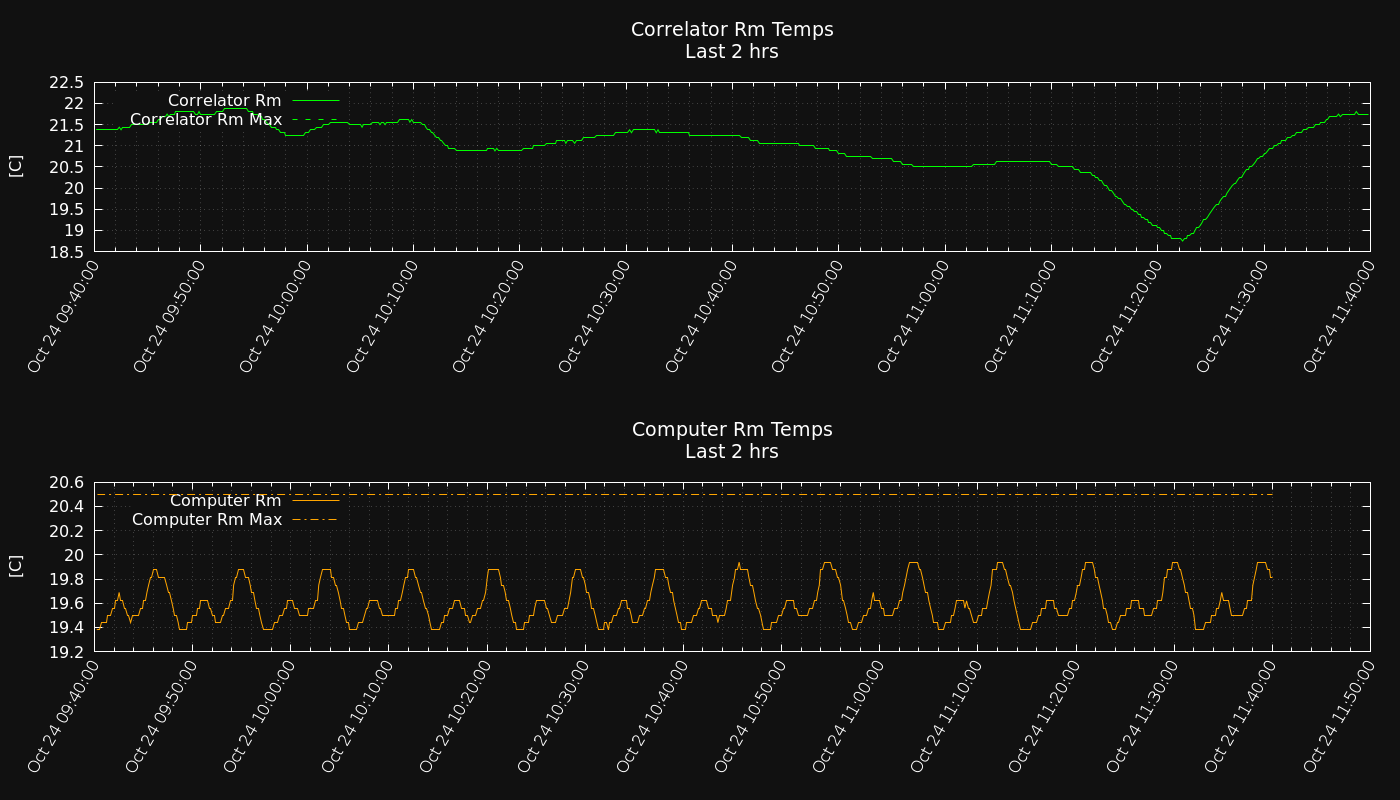 Correlator Rm Temps
Last 2 hrs
22.5
22
21.5
21
20.5
20
19.5
19
18.5
[C]
Correlator Rm
Correlator Rm Max
Oct 24 09:40:00
Oct 24 09:50:00
Oct 24 10:00:00
Oct 24 10:10:00
Oct 24 10:20:00
Oct 24 10:30:00
Oct 24 10:40:00
Oct 24 10:50:00
Oct 24 11:00:00
Oct 24 11:10:00
Oct 24 11:20:00
Oct 24 11:30:00
Oct 24 11:40:00
Computer Rm Temps
Last 2 hrs
20.6
20.4
20.2
20
19.8
19.6
19.4
19.2
[C]
Computer Rm
Computer Rm Max
Oct 24 09:40:00
Oct 24 09:50:00
Oct 24 10:00:00
Oct 24 10:10:00
Oct 24 10:20:00
Oct 24 10:30:00
Oct 24 10:40:00
Oct 24 10:50:00
Oct 24 11:00:00
Oct 24 11:10:00
Oct 24 11:20:00
Oct 24 11:30:00
Oct 24 11:40:00
Oct 24 11:50:00